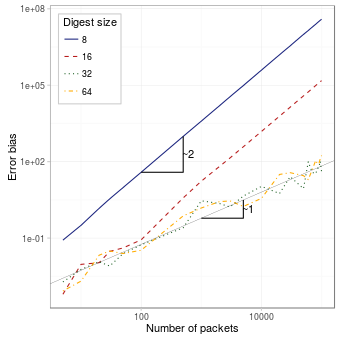 1e+08
1e+05
1e+02
1e-01
Error bias
Digest size
8
16
32
64
~2
~1
100
10000
Number of packets